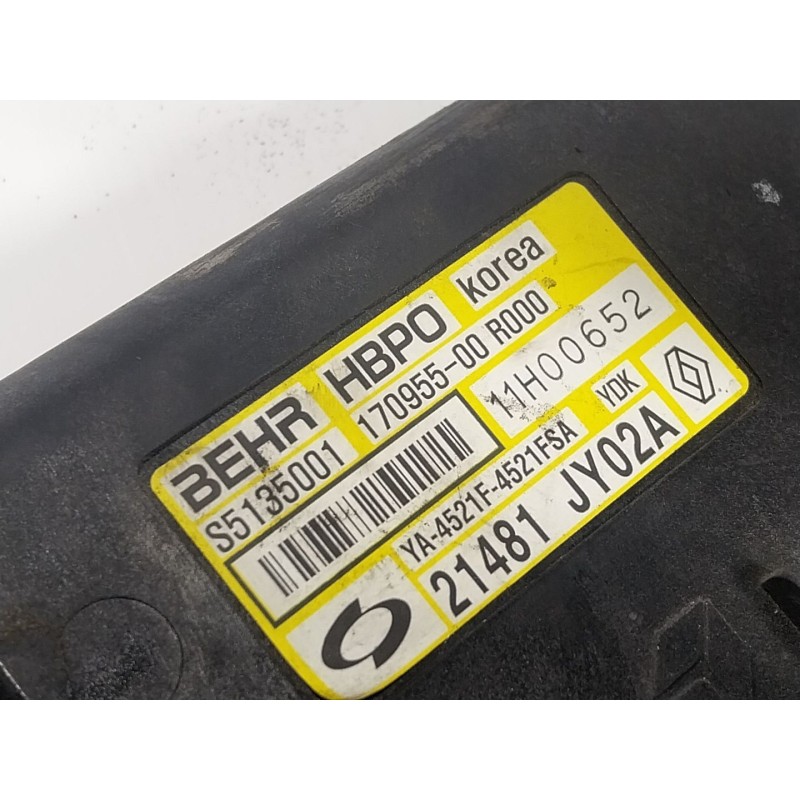 BEHR HBPO korea
S5135001 170955-00 R000
11H00652
YA-4521F-4521FSA YDK
21481 JY02A